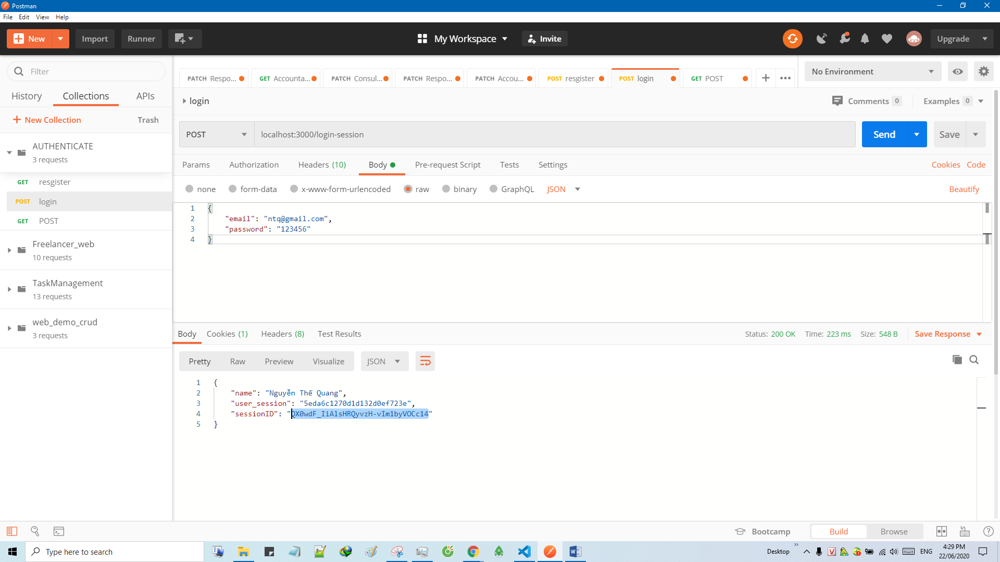 Postman
File Edit View Help
New Import Runner My Workspace Invite Upgrade
Filter
History Collections APIs
New Collection Trash
AUTHENTICATE
3 requests
GET resgister
POST login
GET POST
Freelancer_web
10 requests
TaskManagement
13 requests
web_demo_crud
3 requests
PATCH Respo... GET Accounta... PATCH Consul... PATCH Respo... PATCH Accou... POST resgister POST login GET POST
No Environment
login
Comments 0 Examples 0
POST localhost:3000/login-session Send Save
Params Authorization Headers (10) Body Pre-request Script Tests Settings Cookies Code
none form-data x-www-form-urlencoded raw binary GraphQL JSON Beautify
1 {
2 "email": "ntq@gmail.com",
3 "password": "123456"
4 }
Body Cookies (1) Headers (8) Test Results Status: 200 OK Time: 223 ms Size: 548 B Save Response
Pretty Raw Preview Visualize JSON
1 {
2 "name": "Nguyễn Thế Quang",
3 "user_session": "5eda6c1270d1d132d0ef723e",
4 "sessionID": "QX0wdF_IiAlsHRQyvzH-vIm1byVOCc14"
5 }
Bootcamp Build Browse
Type here to search
Desktop ENG
4:29 PM
22/06/2020